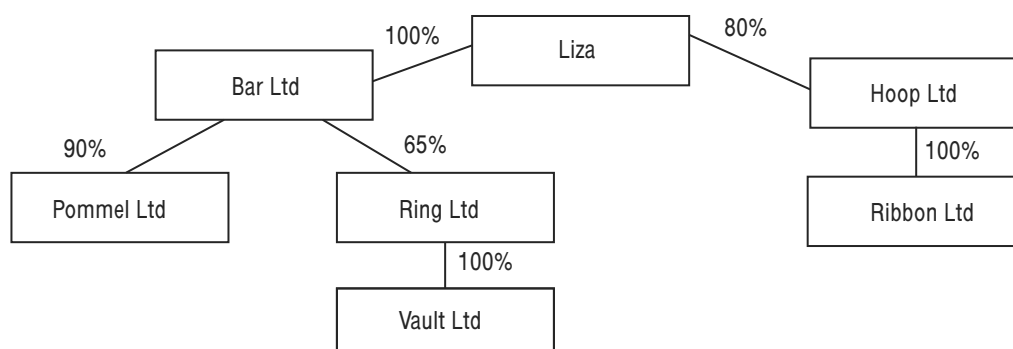 Liza
100%
80%
Bar Ltd
Hoop Ltd
90%
65%
100%
Pommel Ltd
Ring Ltd
Ribbon Ltd
100%
Vault Ltd